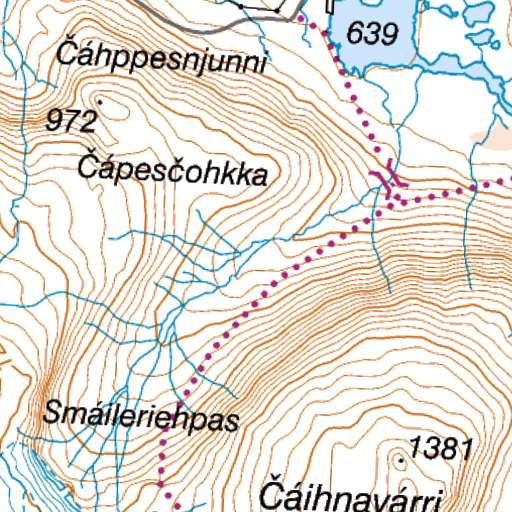 639
Čáhppesnjunni
972
Čápesčohkka
Smáileriehpas
1381
Čáihnavárri